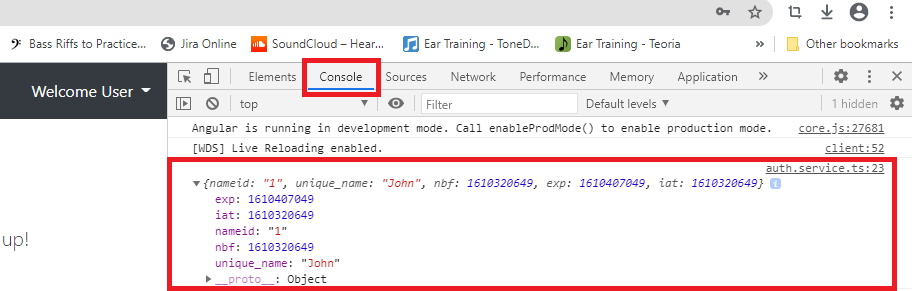 Bass Riffs to Practice... Jira Online SoundCloud – Hear... Ear Training - ToneD... Ear Training - Teoria » Other bookmarks
Welcome User
Elements Console Sources Network Performance Memory Application »
top Filter Default levels 1 hidden
Angular is running in development mode. Call enableProdMode() to enable production mode. core.js:27681
[WDS] Live Reloading enabled. client:52
auth.service.ts:23
{nameid: "1", unique_name: "John", nbf: 1610320649, exp: 1610407049, iat: 1610320649} i
exp: 1610407049
iat: 1610320649
nameid: "1"
up!
nbf: 1610320649
unique_name: "John"
__proto__: Object